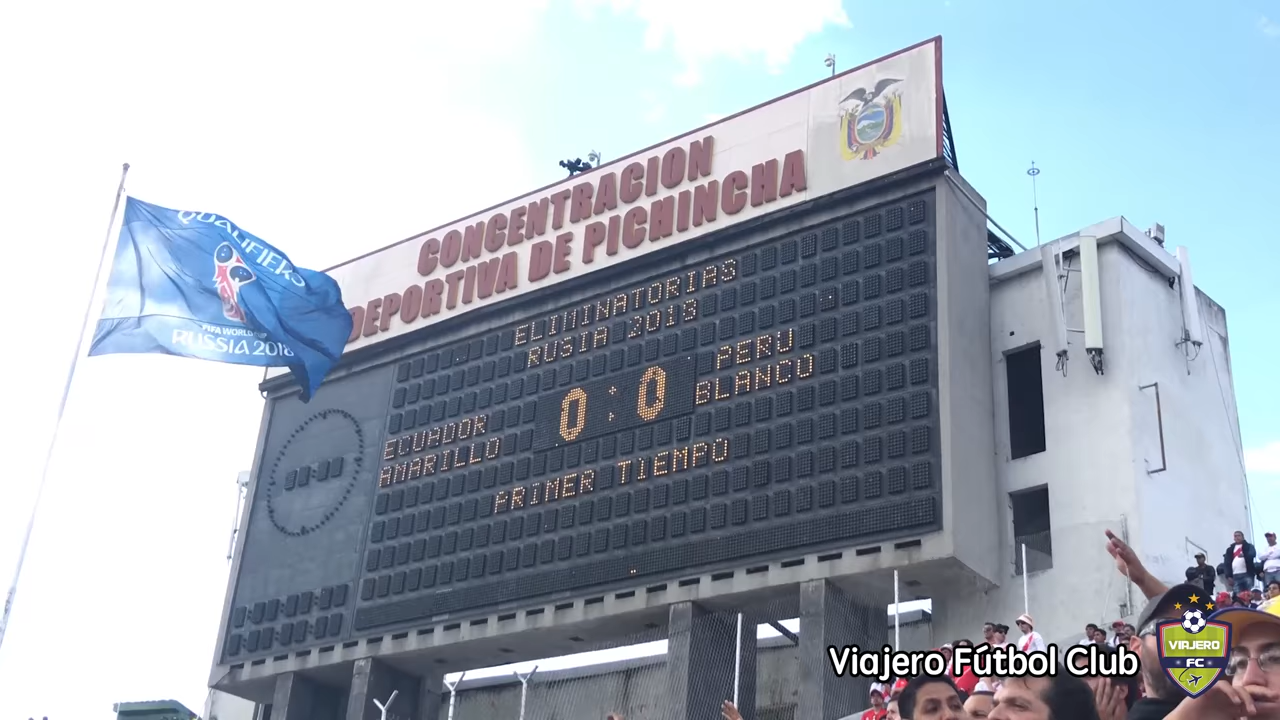 CONCENTRACION
DEPORTIVA DE PICHINCHA
QUALIFIERS
FIFA WORLD CUP
RUSSIA 2018
ELIMINATORIAS
RUSIA 2018
PERU
BLANCO
0 : 0
ECUADOR
AMARILLO
PRIMER TIEMPO
Viajero Fútbol Club
VIAJERO
FC